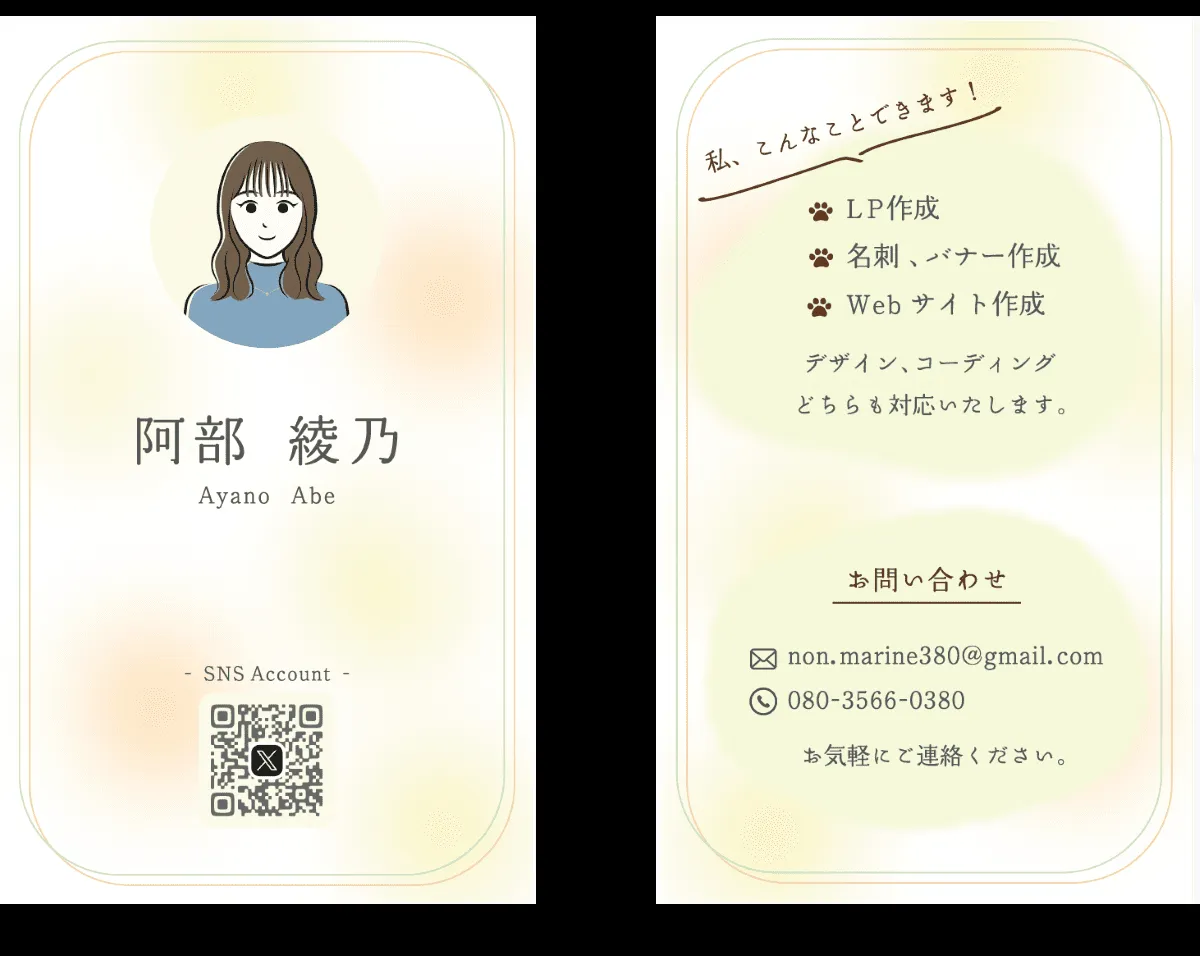 阿部 綾乃
Ayano Abe
- SNS Account -
私、こんなことできます！
LP作成
名刺、バナー作成
Web サイト作成
デザイン、コーディング
どちらも対応いたします。
お問い合わせ
non.marine380@gmail.com
080-3566-0380
お気軽にご連絡ください。